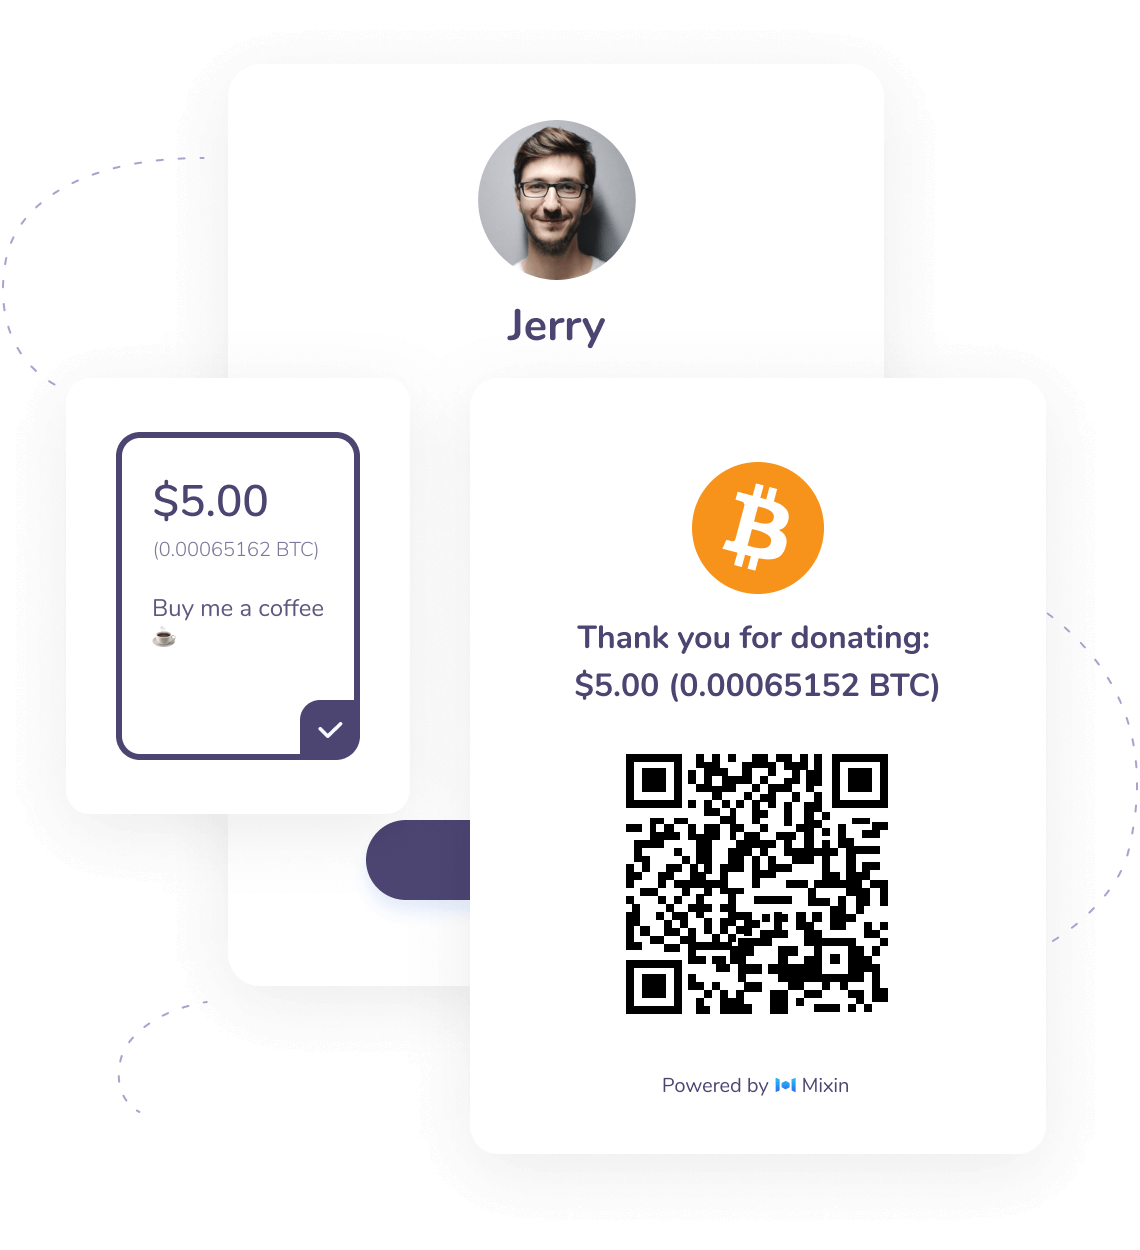 Jerry
$5.00
(0.00065162 BTC)
Buy me a coffee
☕
Thank you for donating:
$5.00 (0.00065152 BTC)
Powered by Mixin